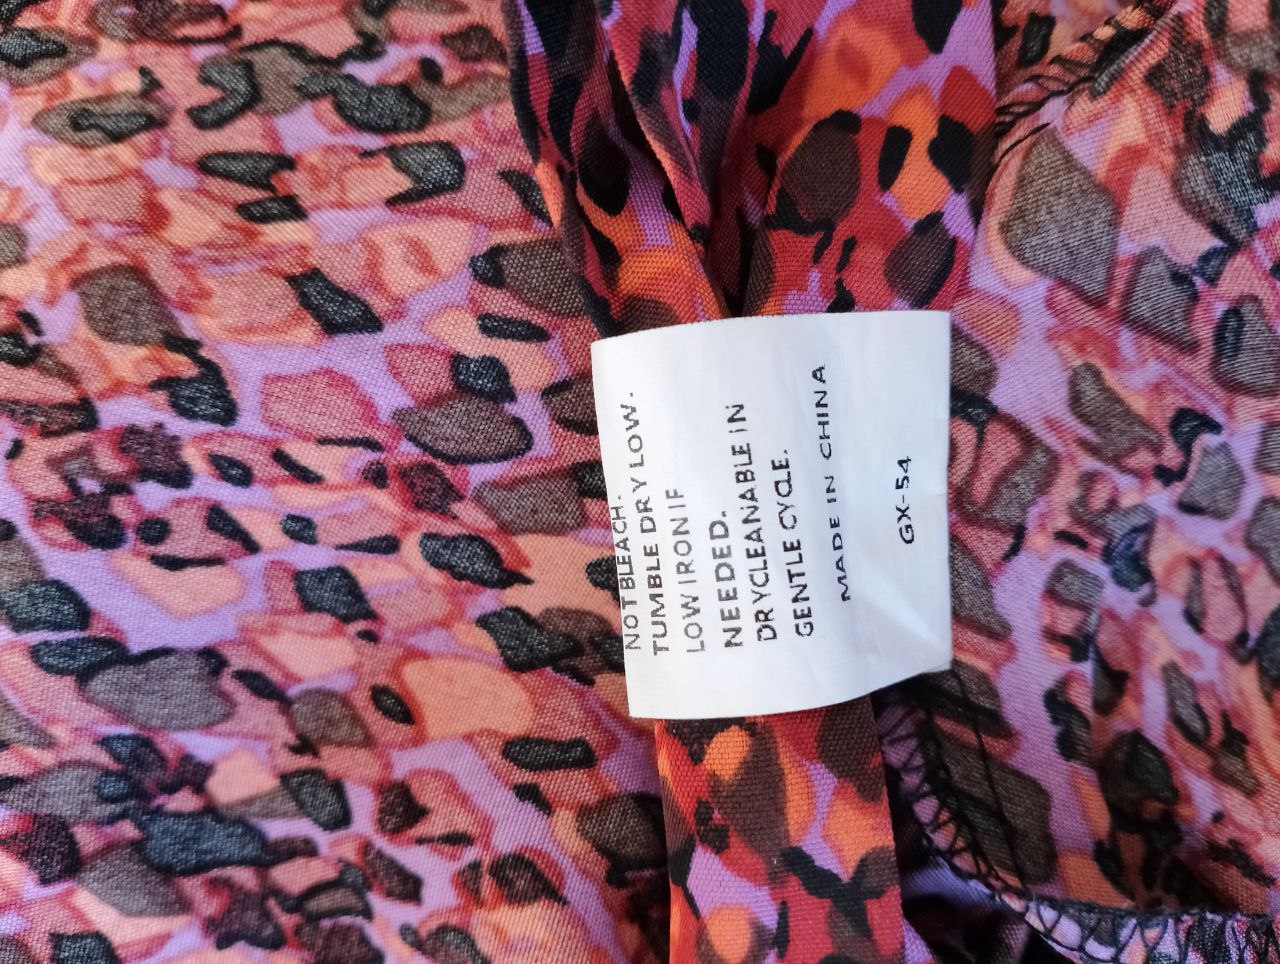 NOT BLEACH.
TUMBLE DRY LOW.
LOW IRON IF
NEEDED.
DRYCLEANABLE IN
GENTLE CYCLE.
MADE IN CHINA
GX-54